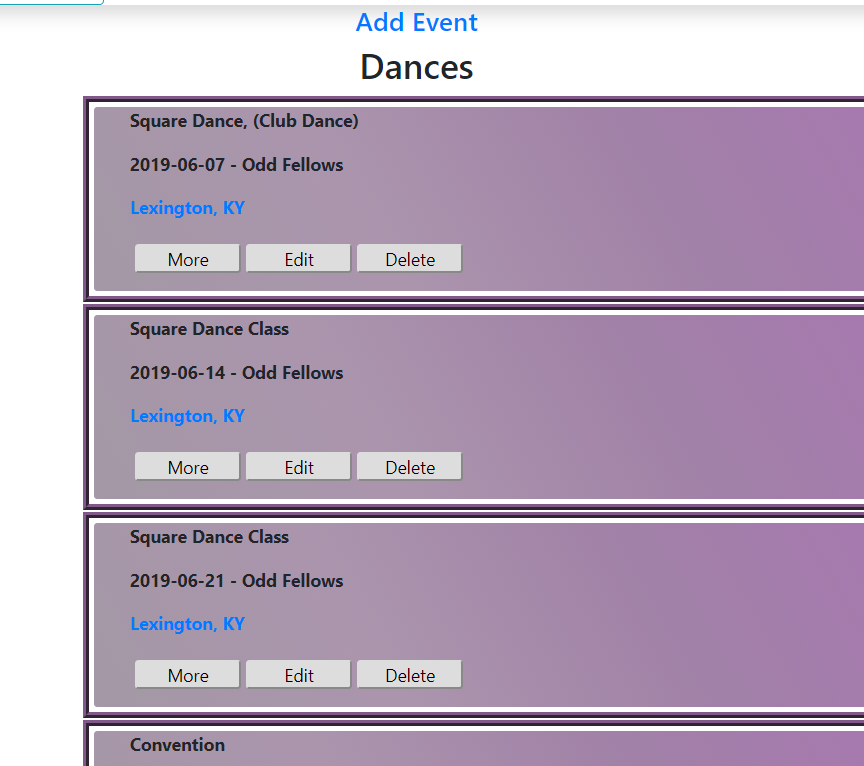 Add Event
Dances
Square Dance, (Club Dance)
2019-06-07 - Odd Fellows
Lexington, KY
More Edit Delete
Square Dance Class
2019-06-14 - Odd Fellows
Lexington, KY
More Edit Delete
Square Dance Class
2019-06-21 - Odd Fellows
Lexington, KY
More Edit Delete
Convention